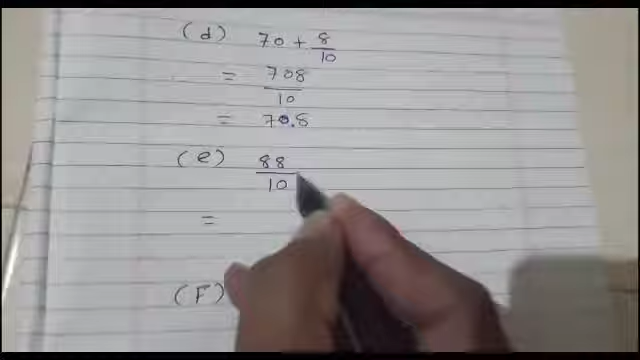 (d) 70 + 8/10
= 708/10
= 70.8
(e) 88/10
=
(F)